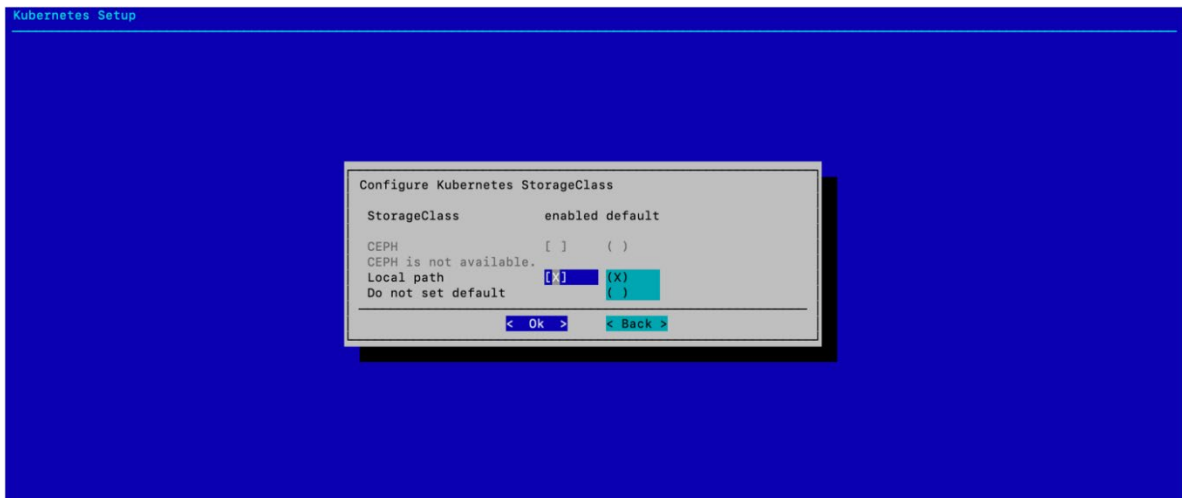 Kubernetes Setup
Configure Kubernetes StorageClass
StorageClass enabled default
CEPH [ ] ( )
CEPH is not available.
Local path [X] (X)
Do not set default ( )
< Ok > < Back >